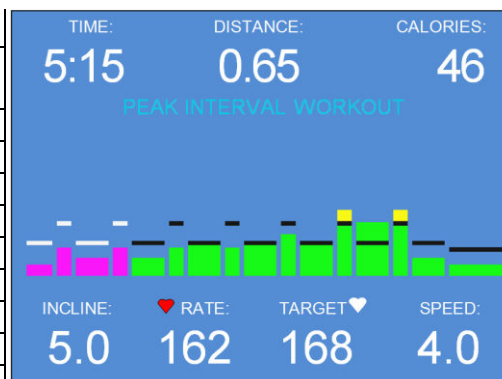 TIME: DISTANCE: CALORIES:
5:15 0.65 46
PEAK INTERVAL WORKOUT
INCLINE: RATE: TARGET SPEED:
5.0 162 168 4.0